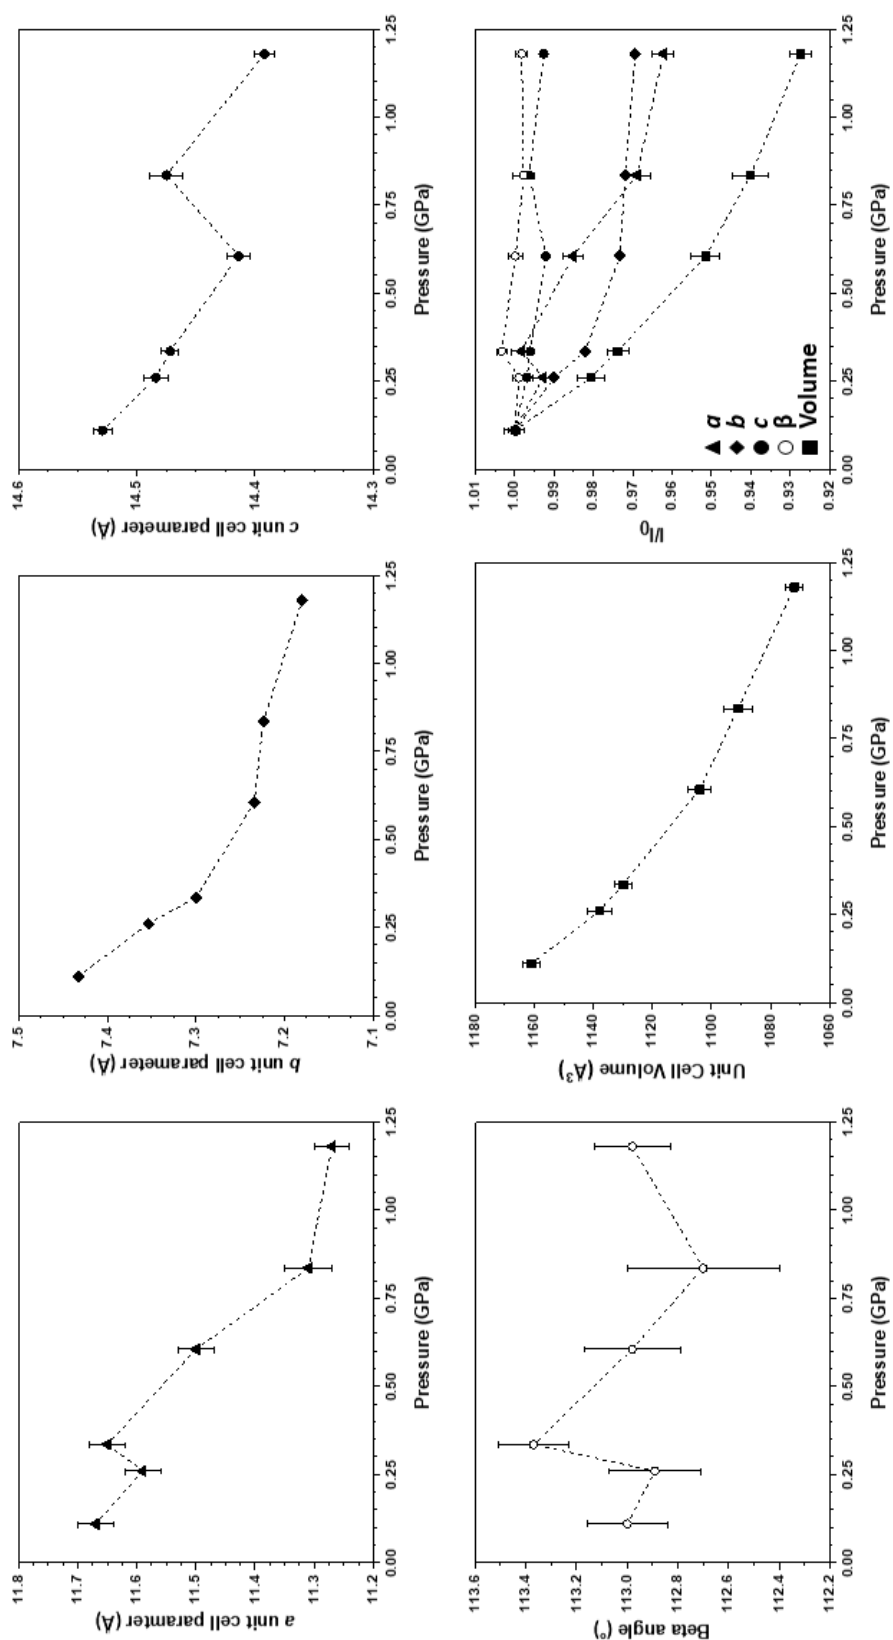 a unit cell paramter (Å)
11.8
11.7
11.6
11.5
11.4
11.3
11.2
0.00 0.25 0.50 0.75 1.00 1.25
Pressure (GPa)
b unit cell parameter (Å)
7.5
7.4
7.3
7.2
7.1
0.00 0.25 0.50 0.75 1.00 1.25
Pressure (GPa)
c unit cell parameter (Å)
14.6
14.5
14.4
14.3
0.00 0.25 0.50 0.75 1.00 1.25
Pressure (GPa)
Beta angle (°)
113.6
113.4
113.2
113.0
112.8
112.6
112.4
112.2
0.00 0.25 0.50 0.75 1.00 1.25
Pressure (GPa)
Unit Cell Volume (Å³)
1180
1160
1140
1120
1100
1080
1060
0.00 0.25 0.50 0.75 1.00 1.25
Pressure (GPa)
l/l₀
1.01
1.00
0.99
0.98
0.97
0.96
0.95
0.94
0.93
0.92
a
b
c
β
Volume
0.00 0.25 0.50 0.75 1.00 1.25
Pressure (GPa)